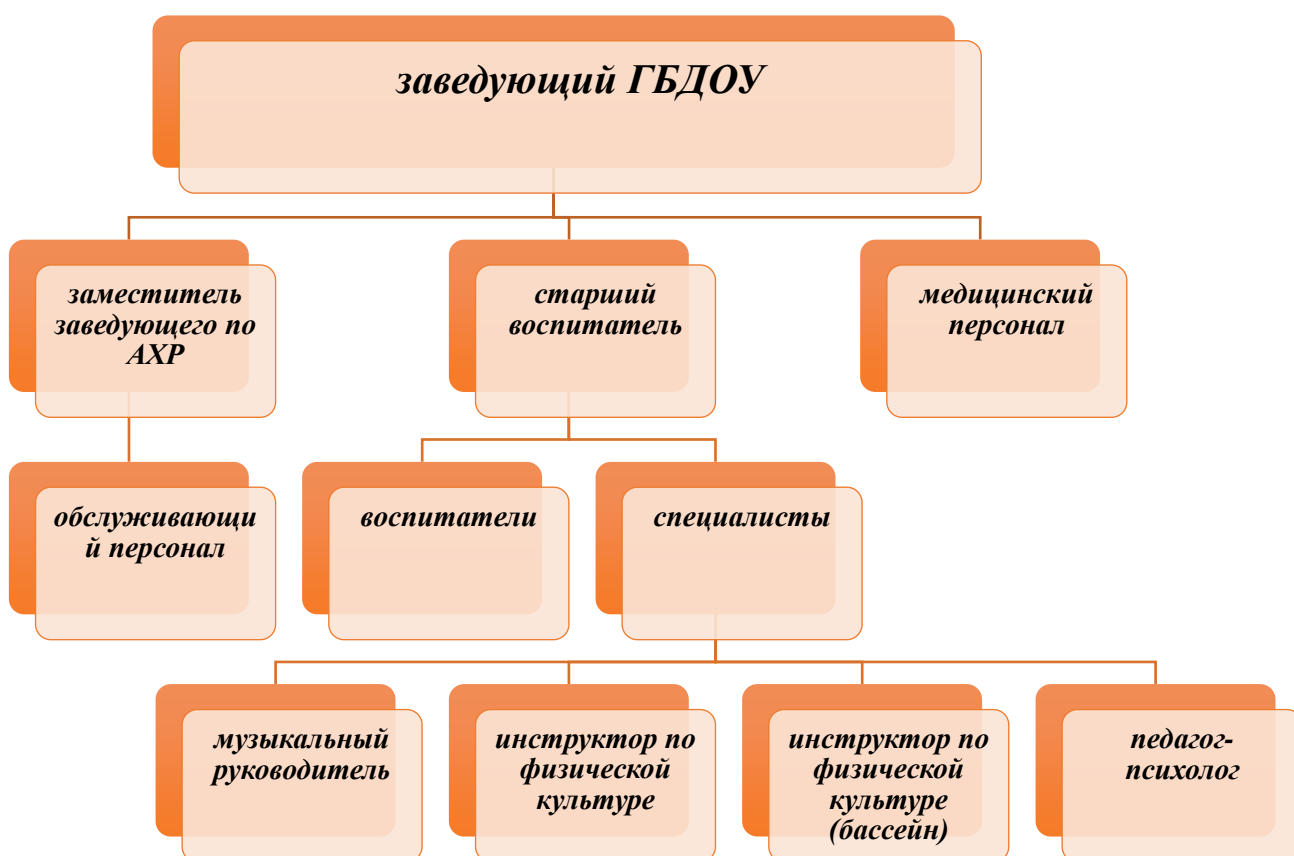 заведующий ГБДОУ
заместитель
заведующего по
АХР
старший
воспитатель
медицинский
персонал
обслуживающи
й персонал
воспитатели
специалисты
музыкальный
руководитель
инструктор по
физической
культуре
инструктор по
физической
культуре
(бассейн)
педагог-
психолог